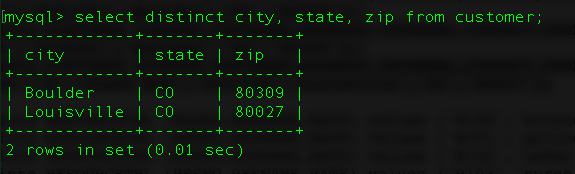 [mysql> select distinct city, state, zip from customer;
+------------+-------+-------+
| city       | state | zip   |
+------------+-------+-------+
| Boulder    | CO    | 80309 |
| Louisville | CO    | 80027 |
+------------+-------+-------+
2 rows in set (0.01 sec)